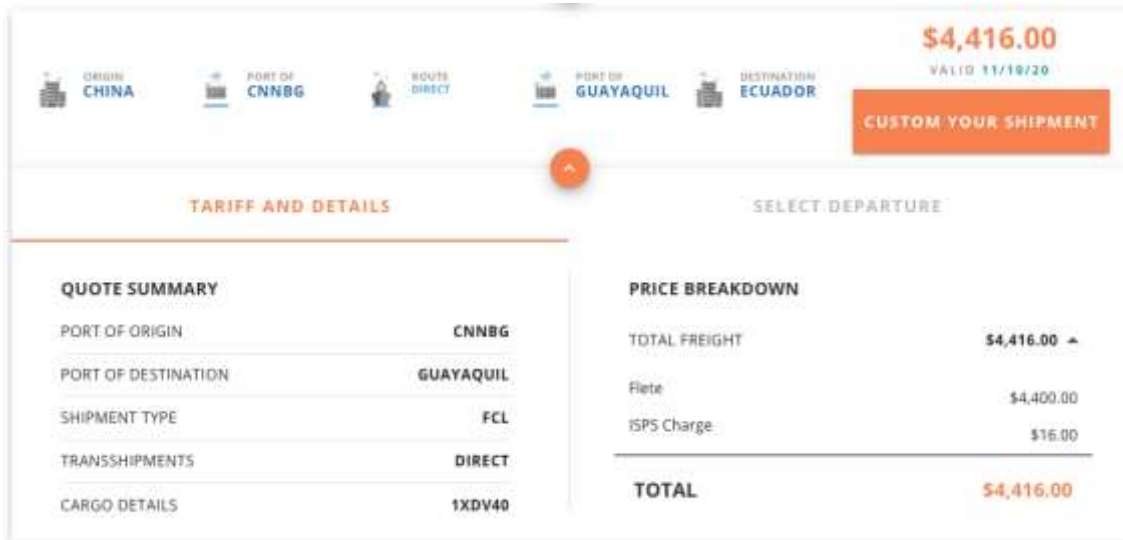 $4,416.00
VALID 11/10/20
ORIGIN
CHINA
PORT OF
CNNBG
ROUTE
DIRECT
PORT OF
GUAYAQUIL
DESTINATION
ECUADOR
CUSTOM YOUR SHIPMENT
TARIFF AND DETAILS
SELECT DEPARTURE
QUOTE SUMMARY
PORT OF ORIGIN CNNBG
PORT OF DESTINATION GUAYAQUIL
SHIPMENT TYPE FCL
TRANSSHIPMENTS DIRECT
CARGO DETAILS 1XDV40
PRICE BREAKDOWN
TOTAL FREIGHT $4,416.00
Flete $4,400.00
ISPS Charge $16.00
TOTAL $4,416.00